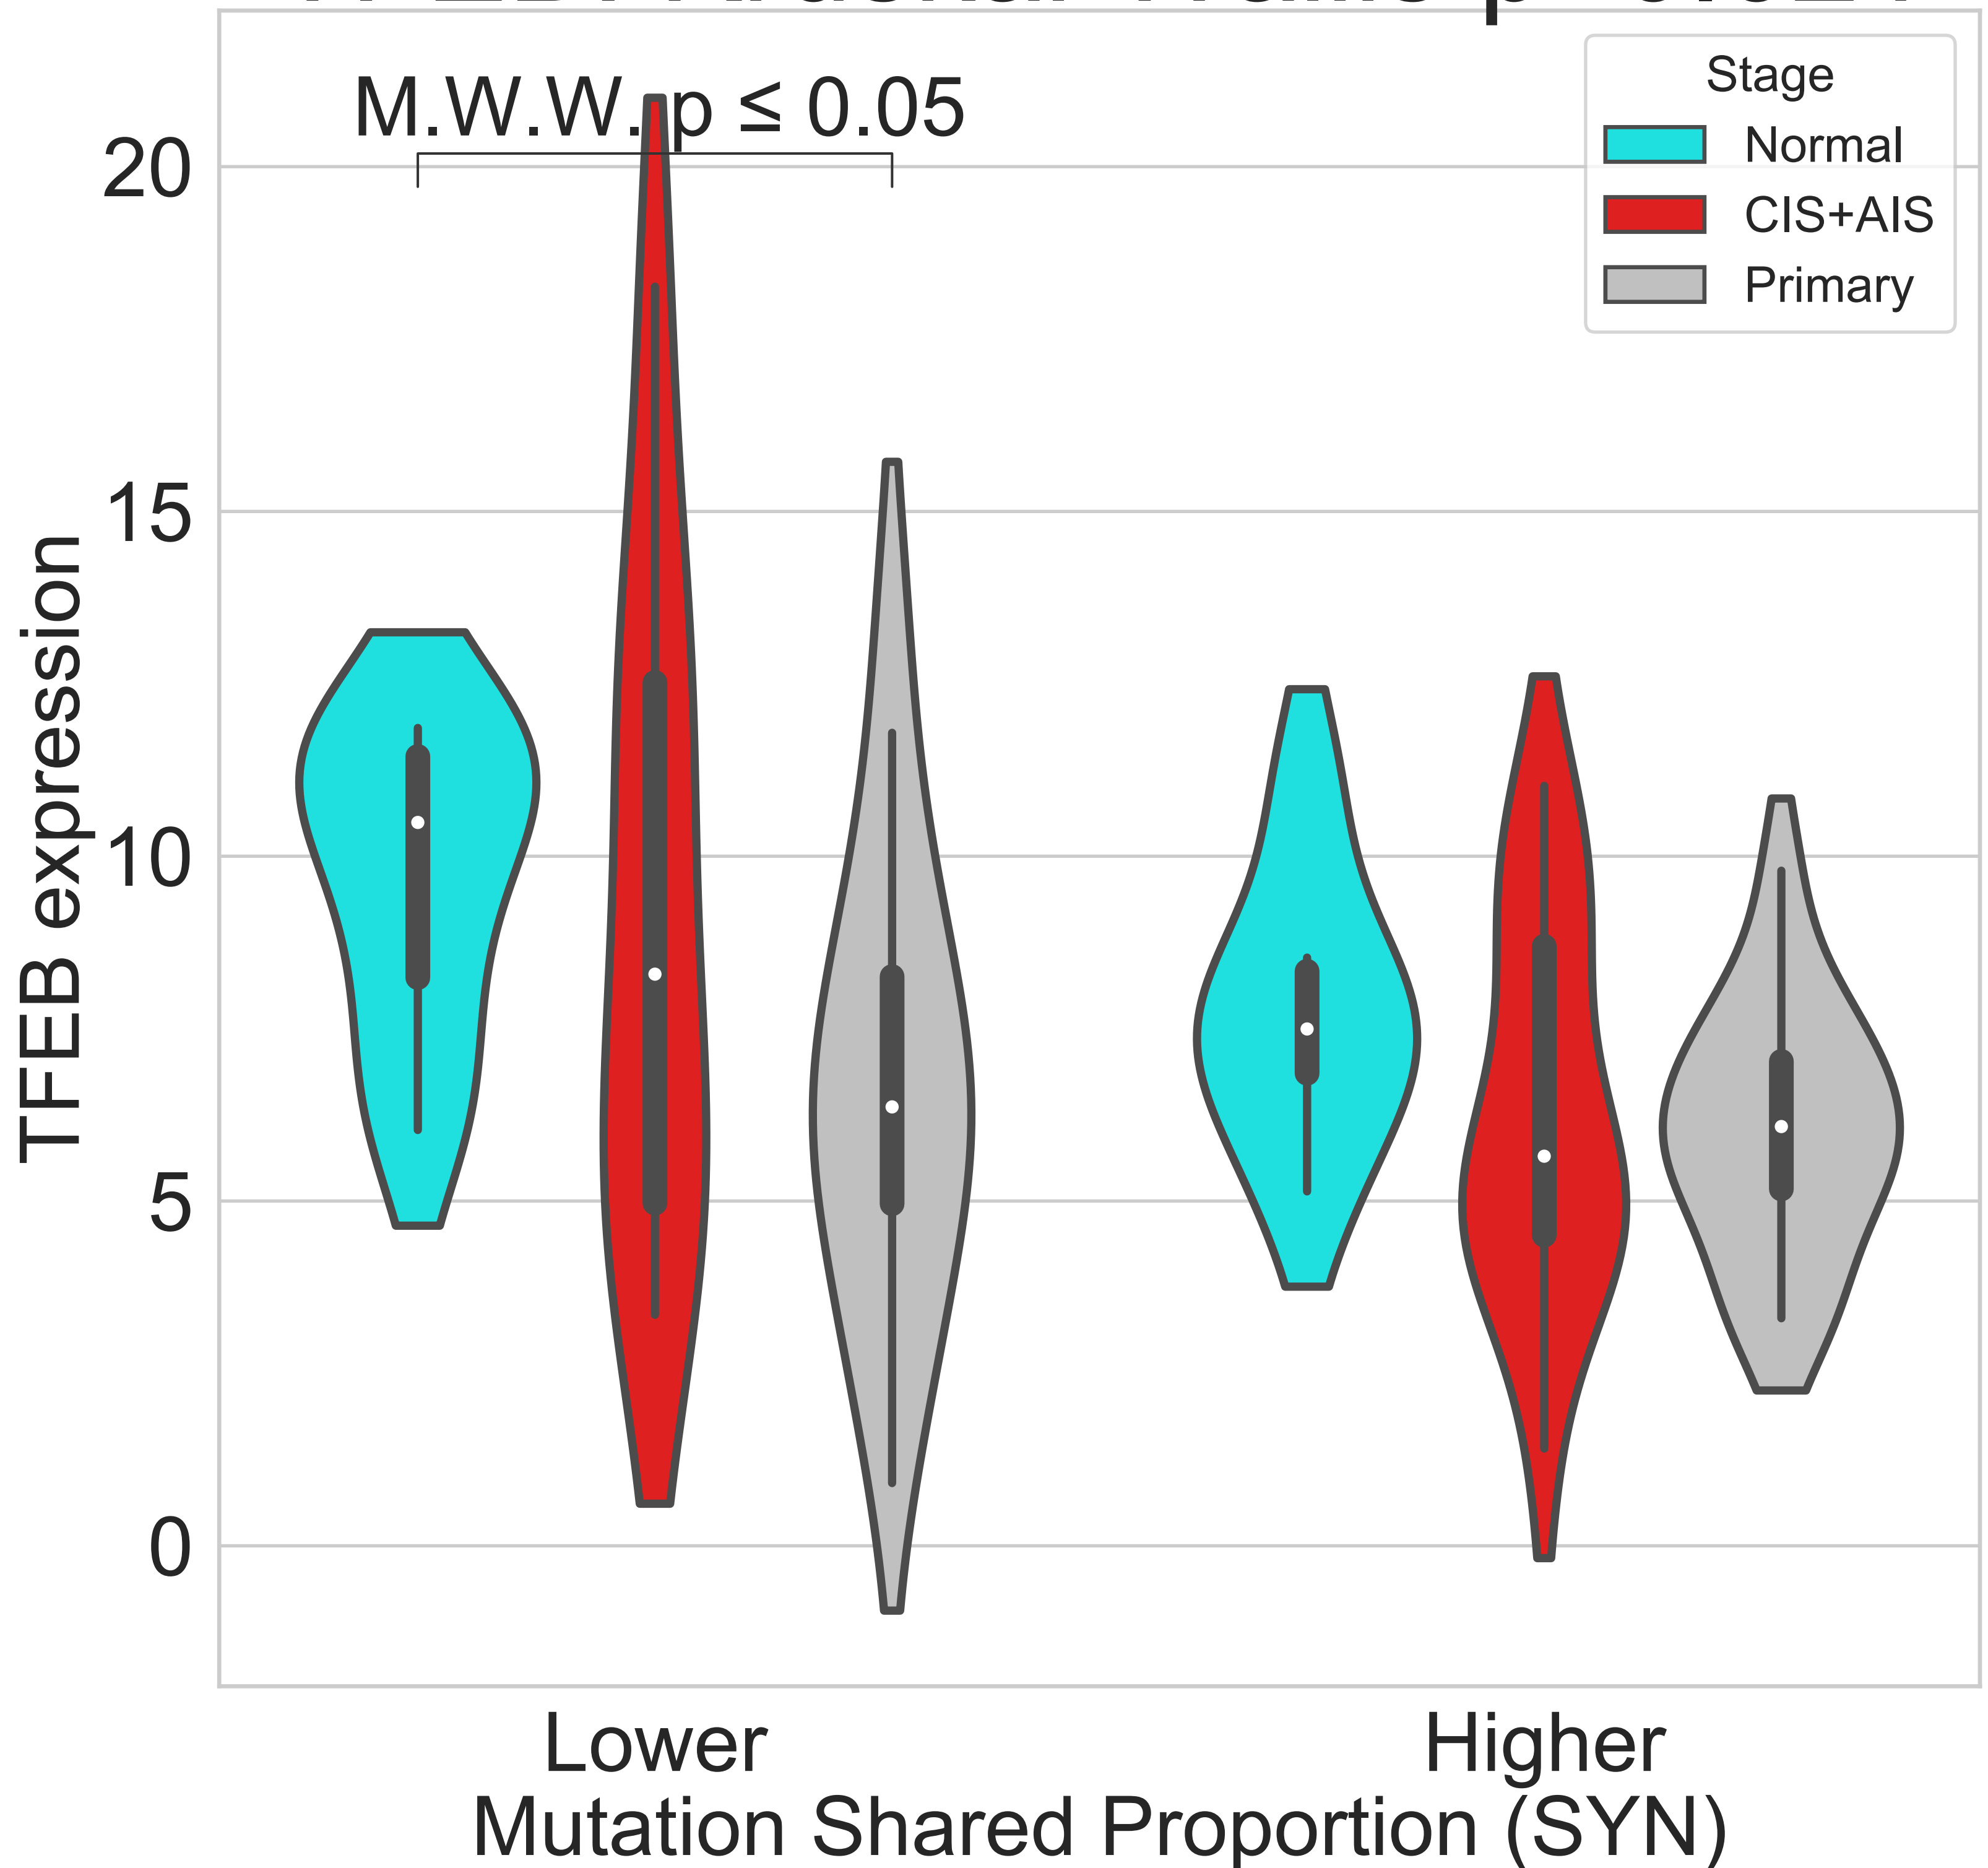 M.W.W. p ≤ 0.05
Stage
Normal
CIS+AIS
Primary
20
15
10
5
0
TFEB expression
Lower
Higher
Mutation Shared Proportion (SYN)